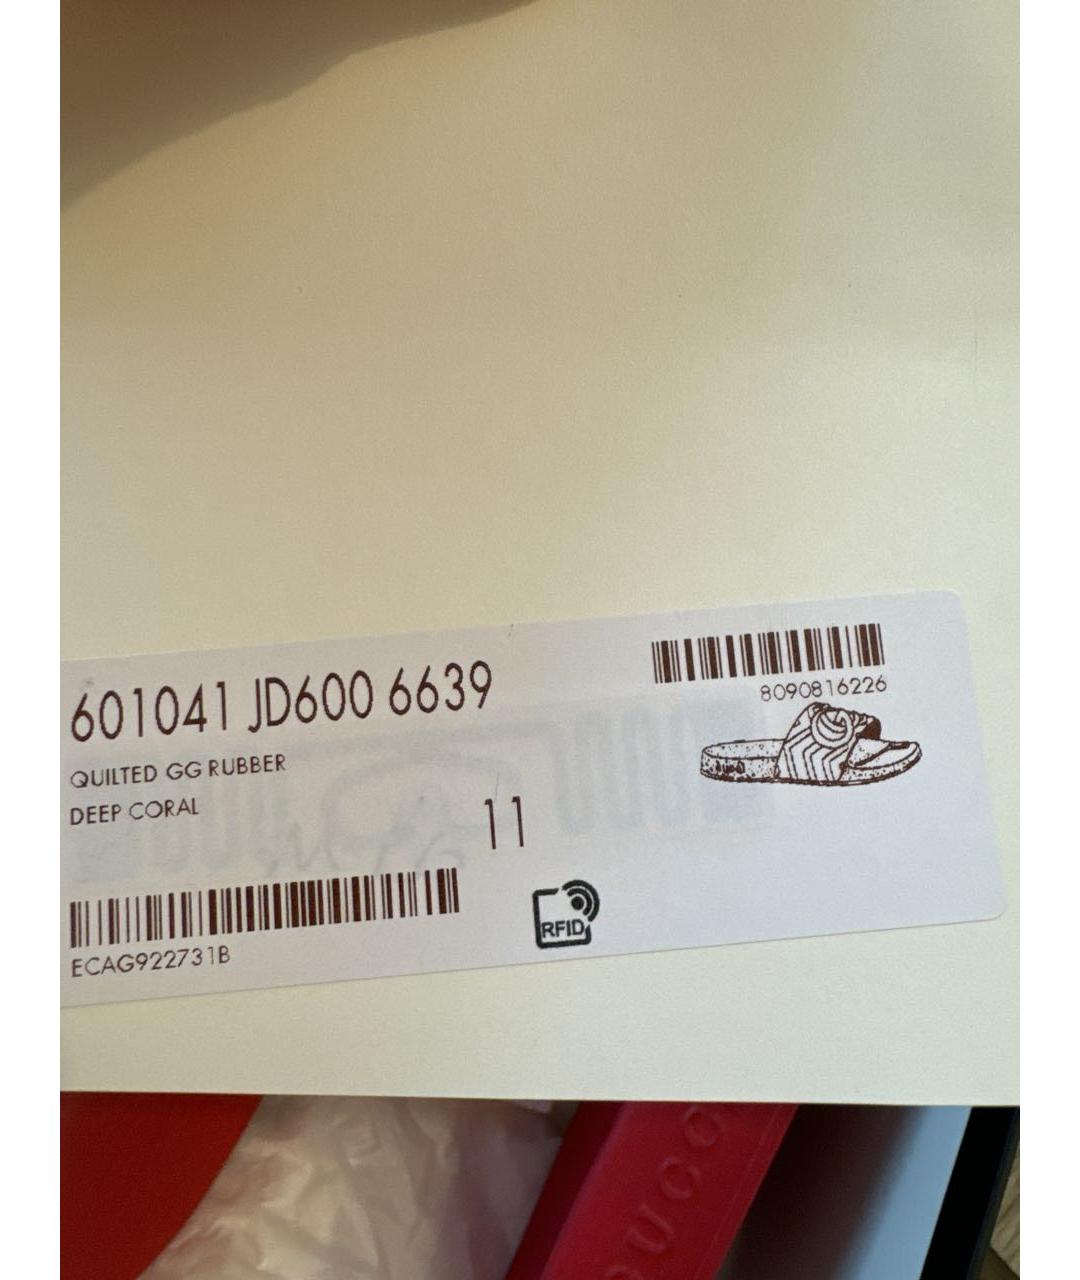 601041 JD600 6639
8090816226
QUILTED GG RUBBER
DEEP CORAL
11
ECAG922731B
RFID